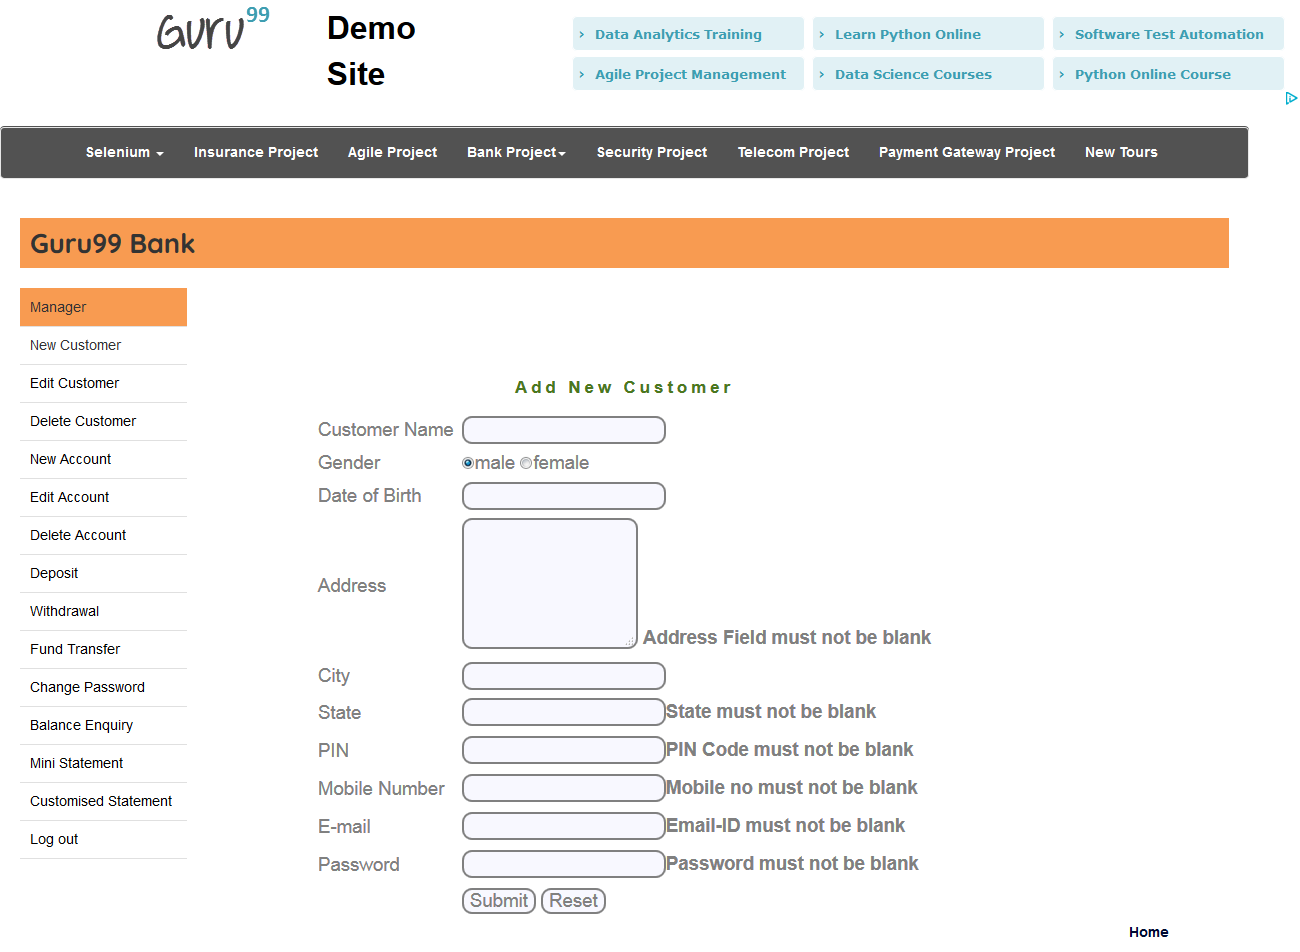 Guru99
Demo
Site
› Data Analytics Training
› Learn Python Online
› Software Test Automation
› Agile Project Management
› Data Science Courses
› Python Online Course
Selenium Insurance Project Agile Project Bank Project Security Project Telecom Project Payment Gateway Project New Tours
Guru99 Bank
Manager
New Customer
Edit Customer
Delete Customer
New Account
Edit Account
Delete Account
Deposit
Withdrawal
Fund Transfer
Change Password
Balance Enquiry
Mini Statement
Customised Statement
Log out
Add New Customer
Customer Name
Gender male female
Date of Birth
Address Address Field must not be blank
City
State State must not be blank
PIN PIN Code must not be blank
Mobile Number Mobile no must not be blank
E-mail Email-ID must not be blank
Password Password must not be blank
Submit Reset
Home